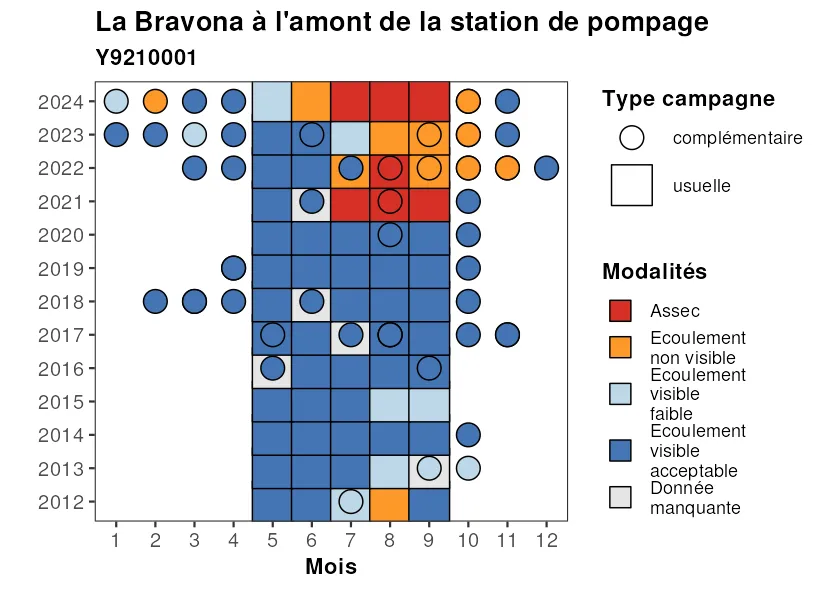 La Bravona à l'amont de la station de pompage
Y9210001
2024
2023
2022
2021
2020
2019
2018
2017
2016
2015
2014
2013
2012
1 2 3 4 5 6 7 8 9 10 11 12
Mois
Type campagne
complémentaire
usuelle
Modalités
Assec
Ecoulement
non visible
Ecoulement
visible
faible
Ecoulement
visible
acceptable
Donnée
manquante